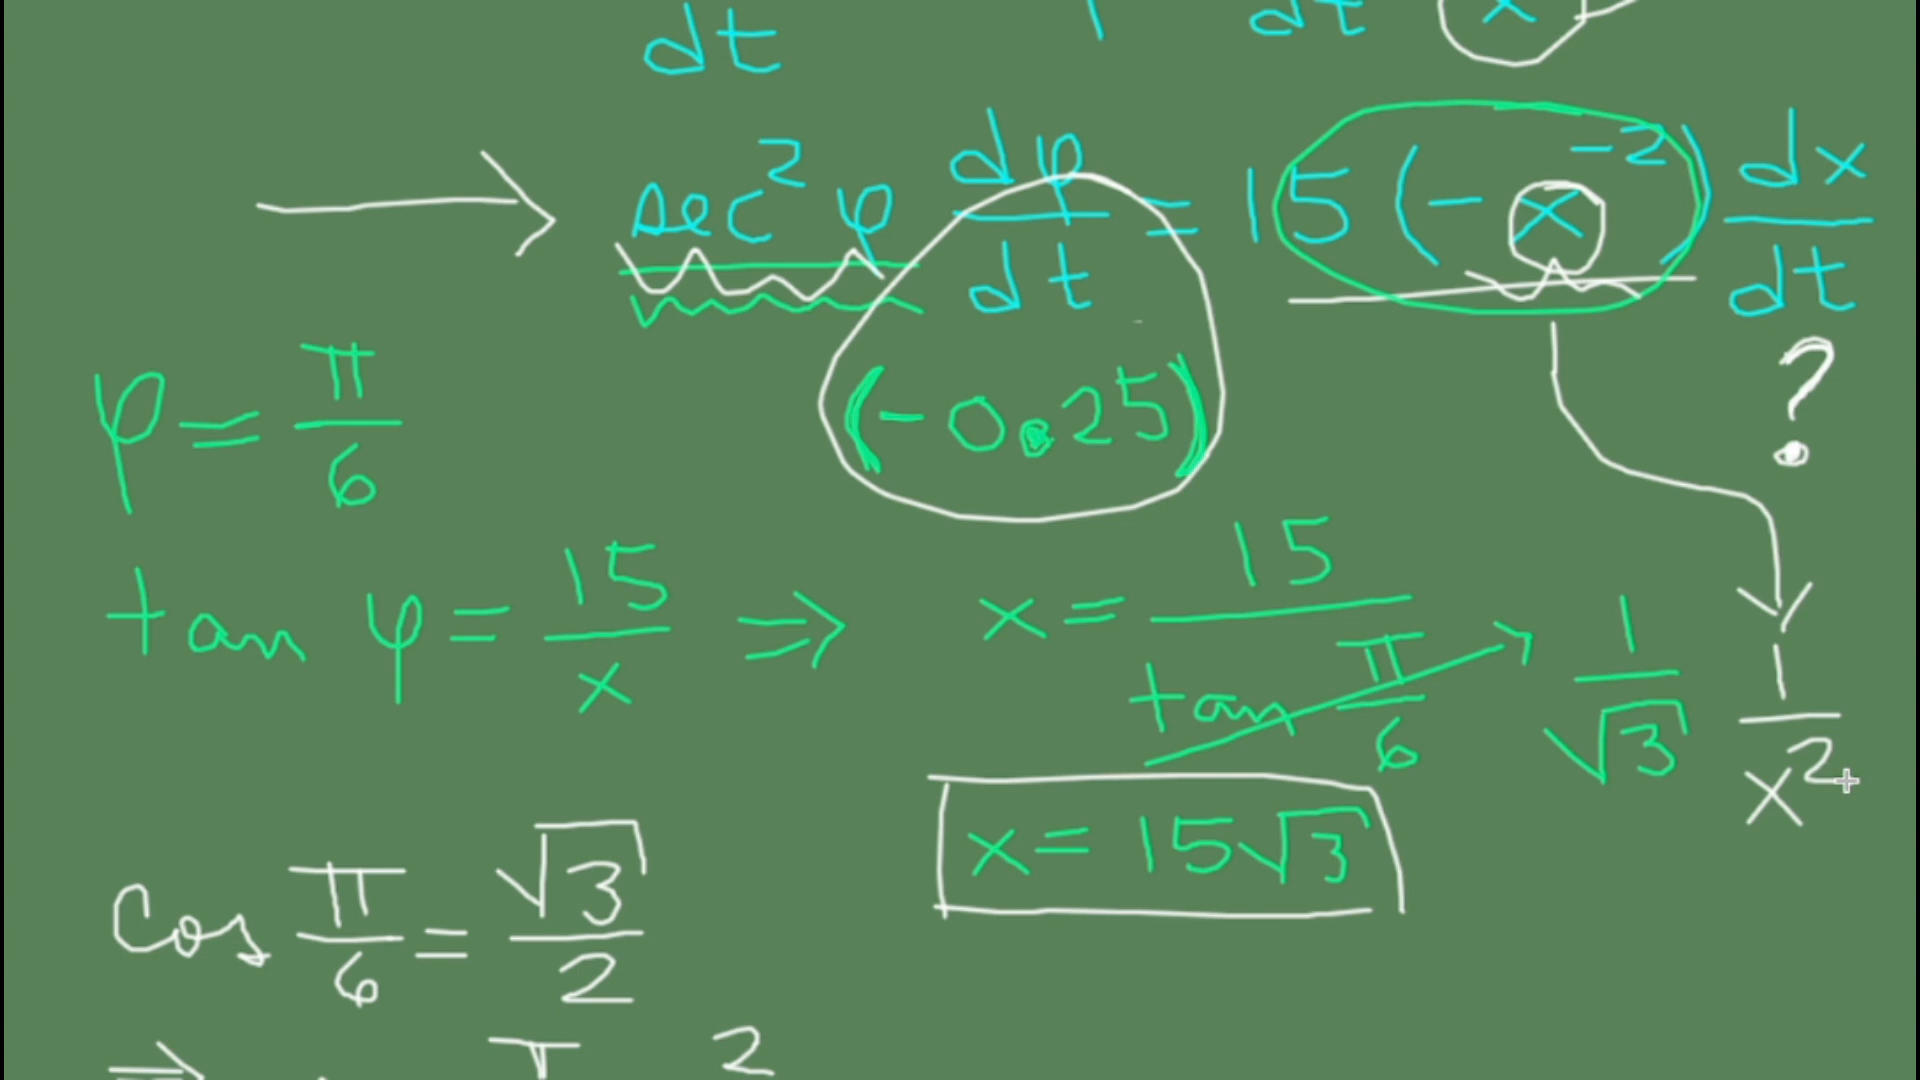 dt dt x
sec²φ dφ/dt = 15(-x⁻²) dx/dt
φ = π/6 (-0.25) ?
tan φ = 15/x ⇒ x = 15/tan π/6 → 1/√3 1/x²
x = 15√3
cos π/6 = √3/2
⇒ π 2